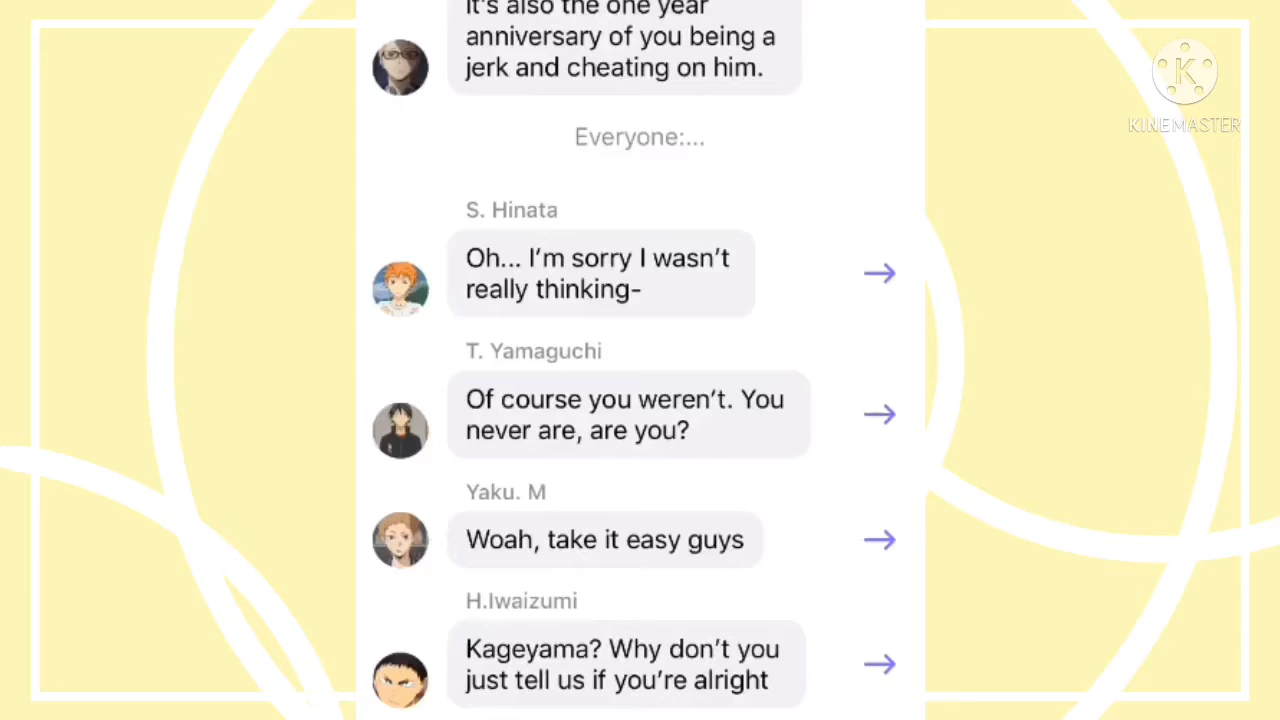 It's also the one year
anniversary of you being a
jerk and cheating on him.
Everyone:...
S. Hinata
Oh... I'm sorry I wasn't
really thinking-
T. Yamaguchi
Of course you weren't. You
never are, are you?
Yaku. M
Woah, take it easy guys
H.Iwaizumi
Kageyama? Why don't you
just tell us if you're alright
K
KINEMASTER